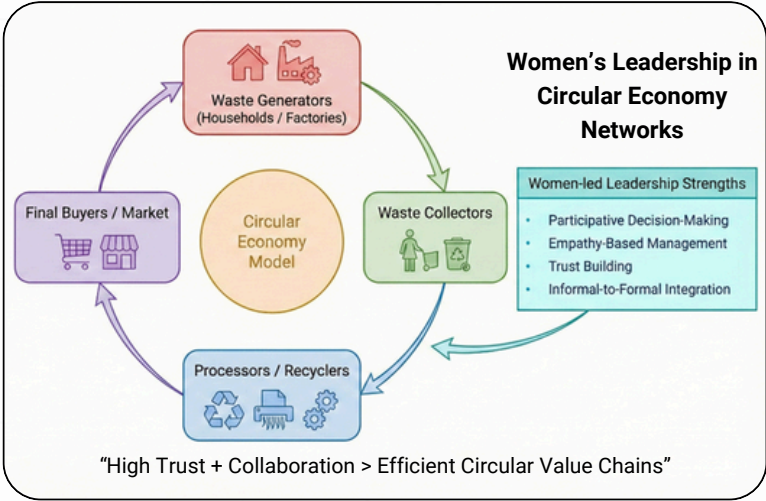 Women’s Leadership in
Circular Economy
Networks
Waste Generators
(Households / Factories)
Final Buyers / Market
Circular
Economy
Model
Waste Collectors
Women-led Leadership Strengths
• Participative Decision-Making
• Empathy-Based Management
• Trust Building
• Informal-to-Formal Integration
Processors / Recyclers
“High Trust + Collaboration > Efficient Circular Value Chains”